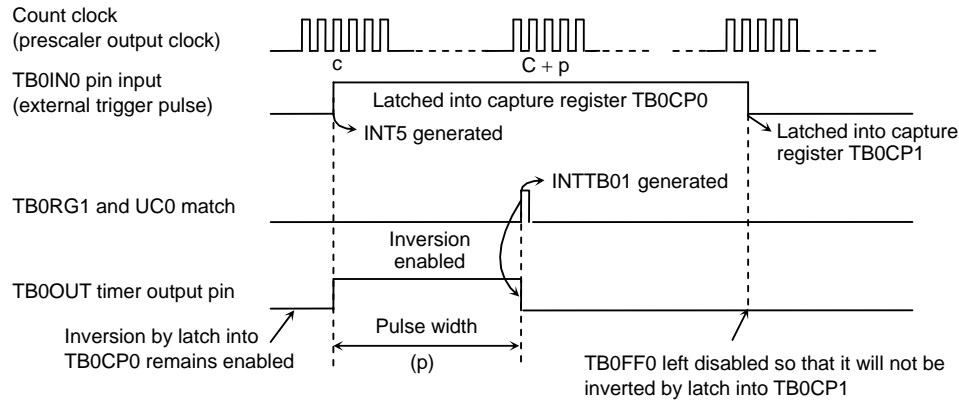 Count clock
(prescaler output clock)
c
C + p
TB0IN0 pin input
(external trigger pulse)
Latched into capture register TB0CP0
INT5 generated
Latched into capture
register TB0CP1
INTTB01 generated
TB0RG1 and UC0 match
Inversion
enabled
TB0OUT timer output pin
Inversion by latch into
TB0CP0 remains enabled
Pulse width
(p)
TB0FF0 left disabled so that it will not be
inverted by latch into TB0CP1